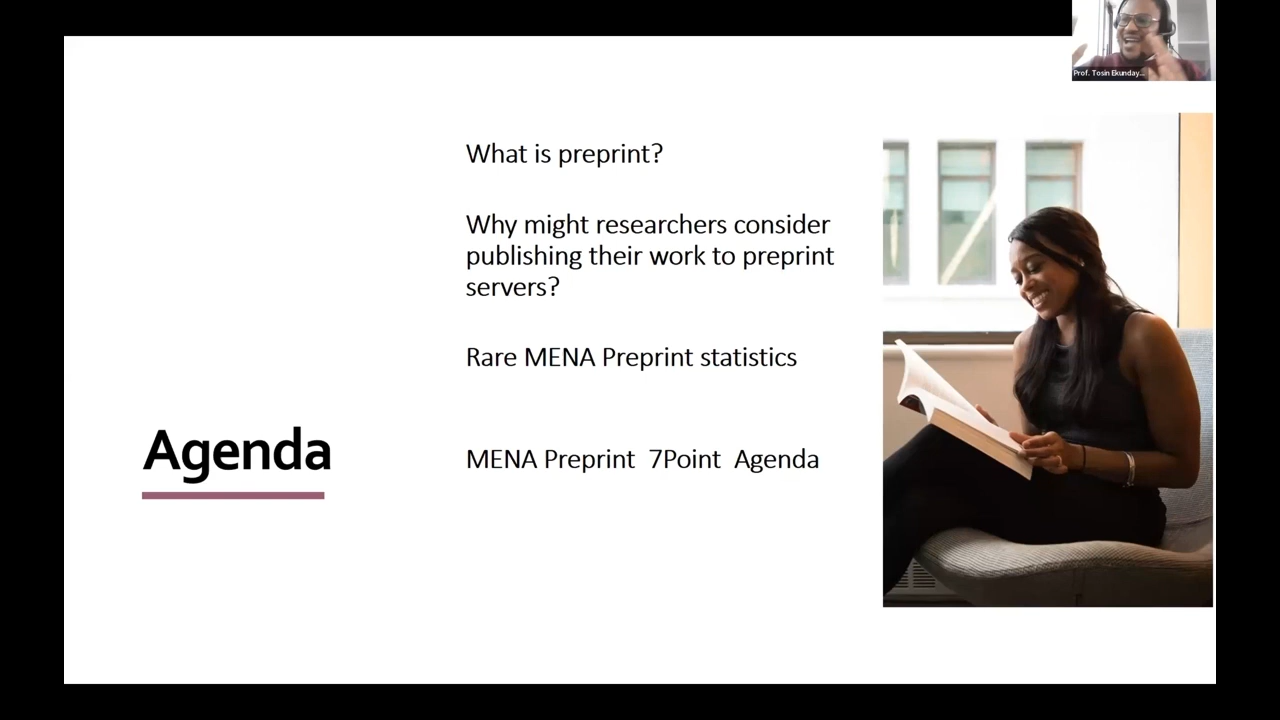 Prof. Tosin Ekunday...
What is preprint?
Why might researchers consider
publishing their work to preprint
servers?
Rare MENA Preprint statistics
Agenda
MENA Preprint 7Point Agenda